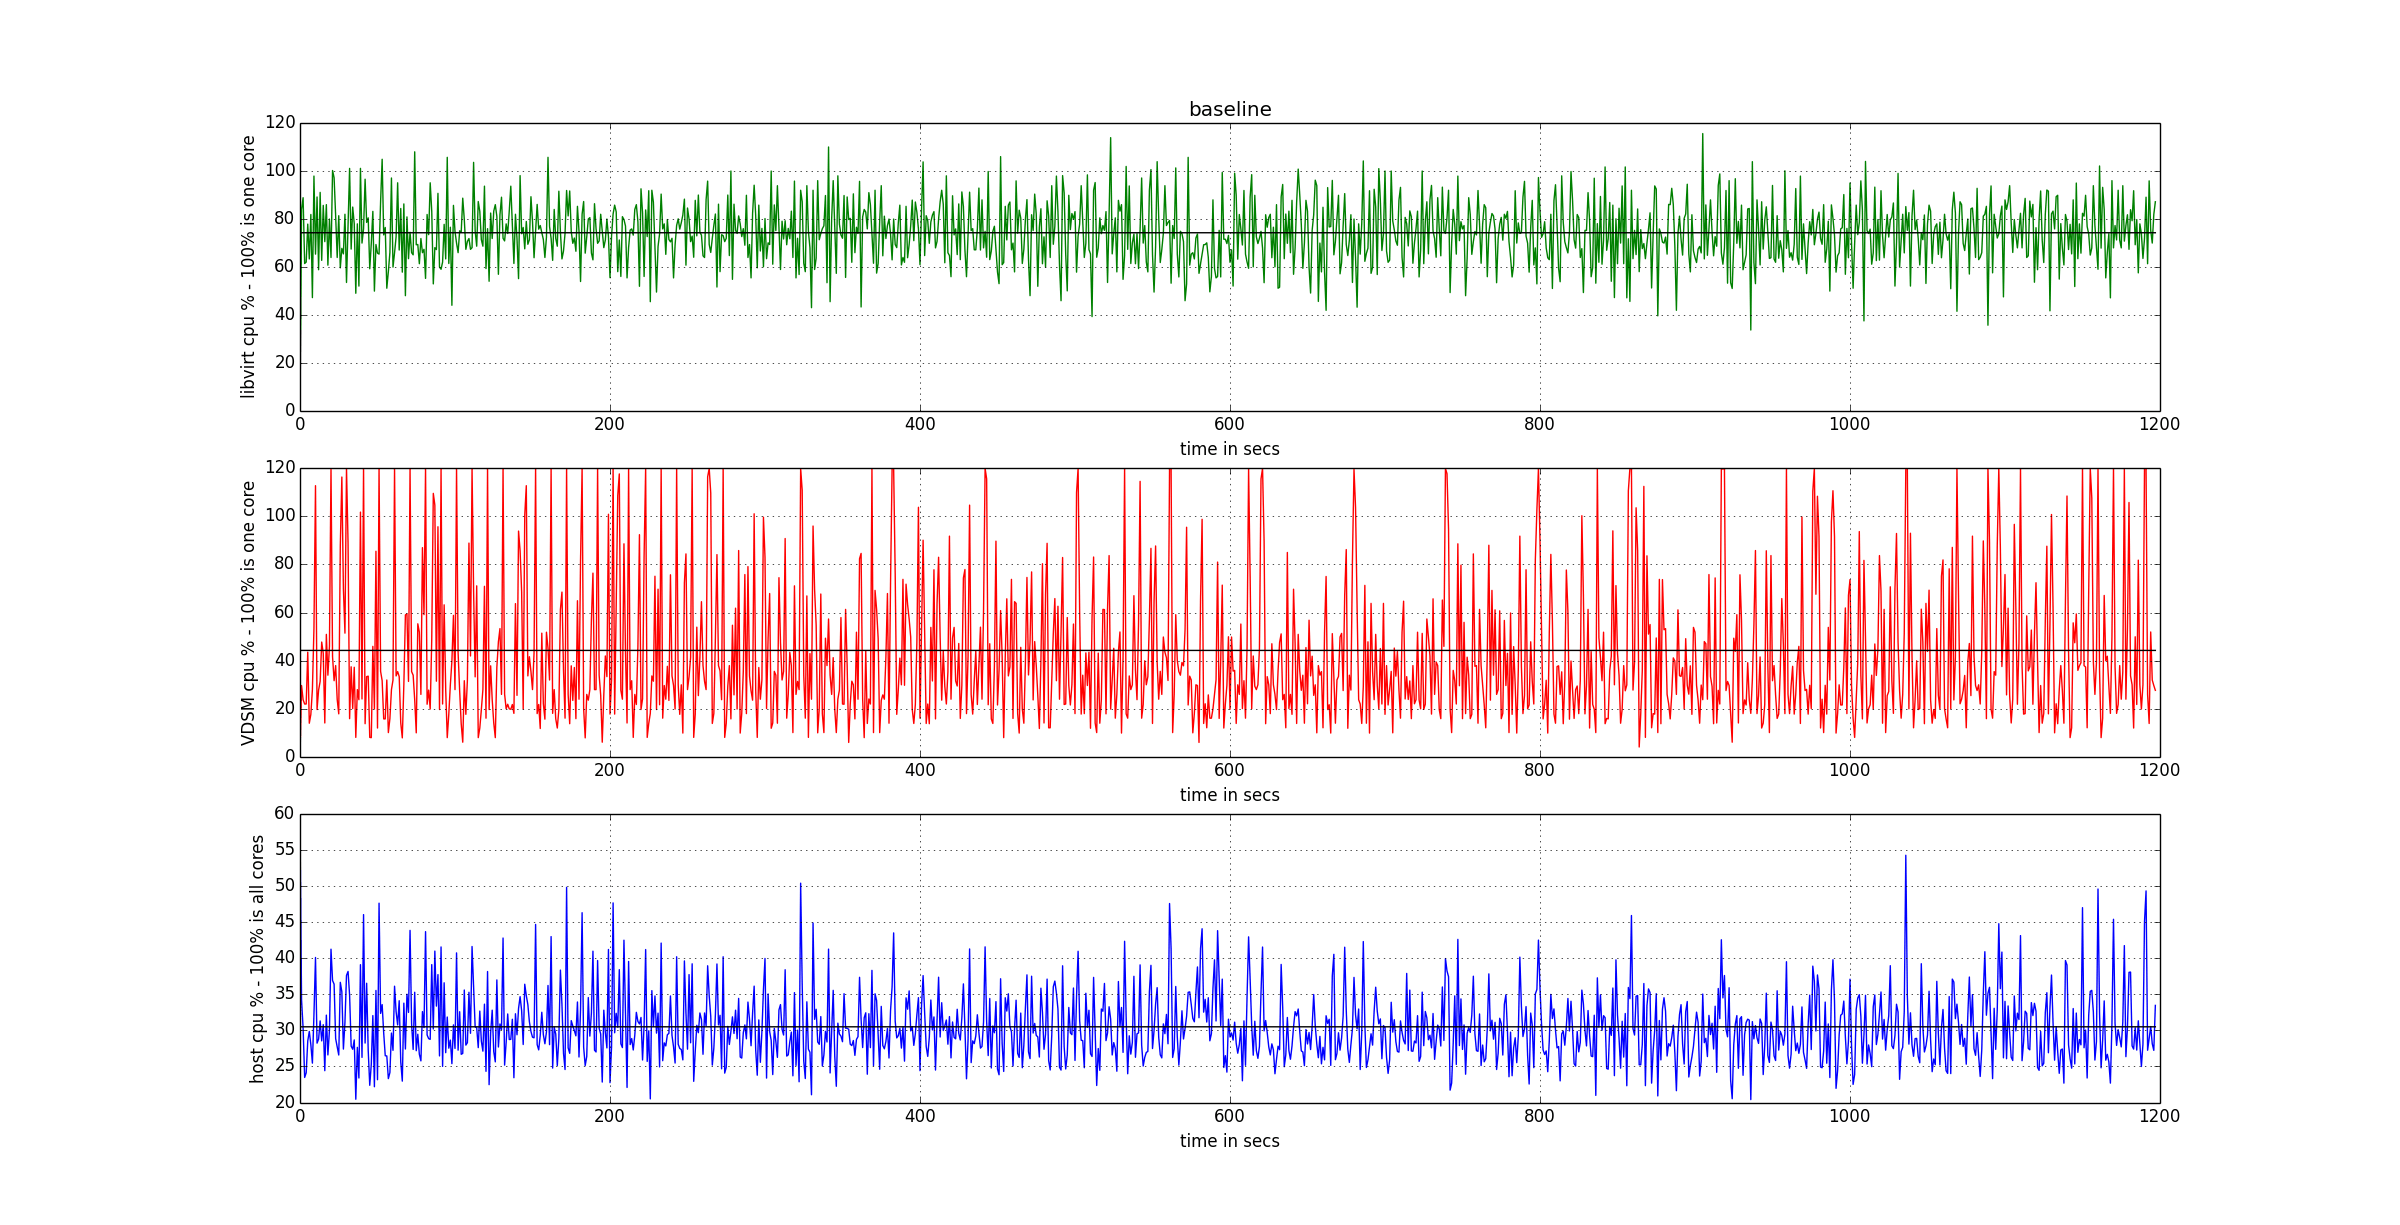 baseline
libvirt cpu % - 100% is one core
120
100
80
60
40
20
0
0 200 400 600 800 1000 1200
time in secs
VDSM cpu % - 100% is one core
120
100
80
60
40
20
0
0 200 400 600 800 1000 1200
time in secs
host cpu % - 100% is all cores
60
55
50
45
40
35
30
25
20
0 200 400 600 800 1000 1200
time in secs